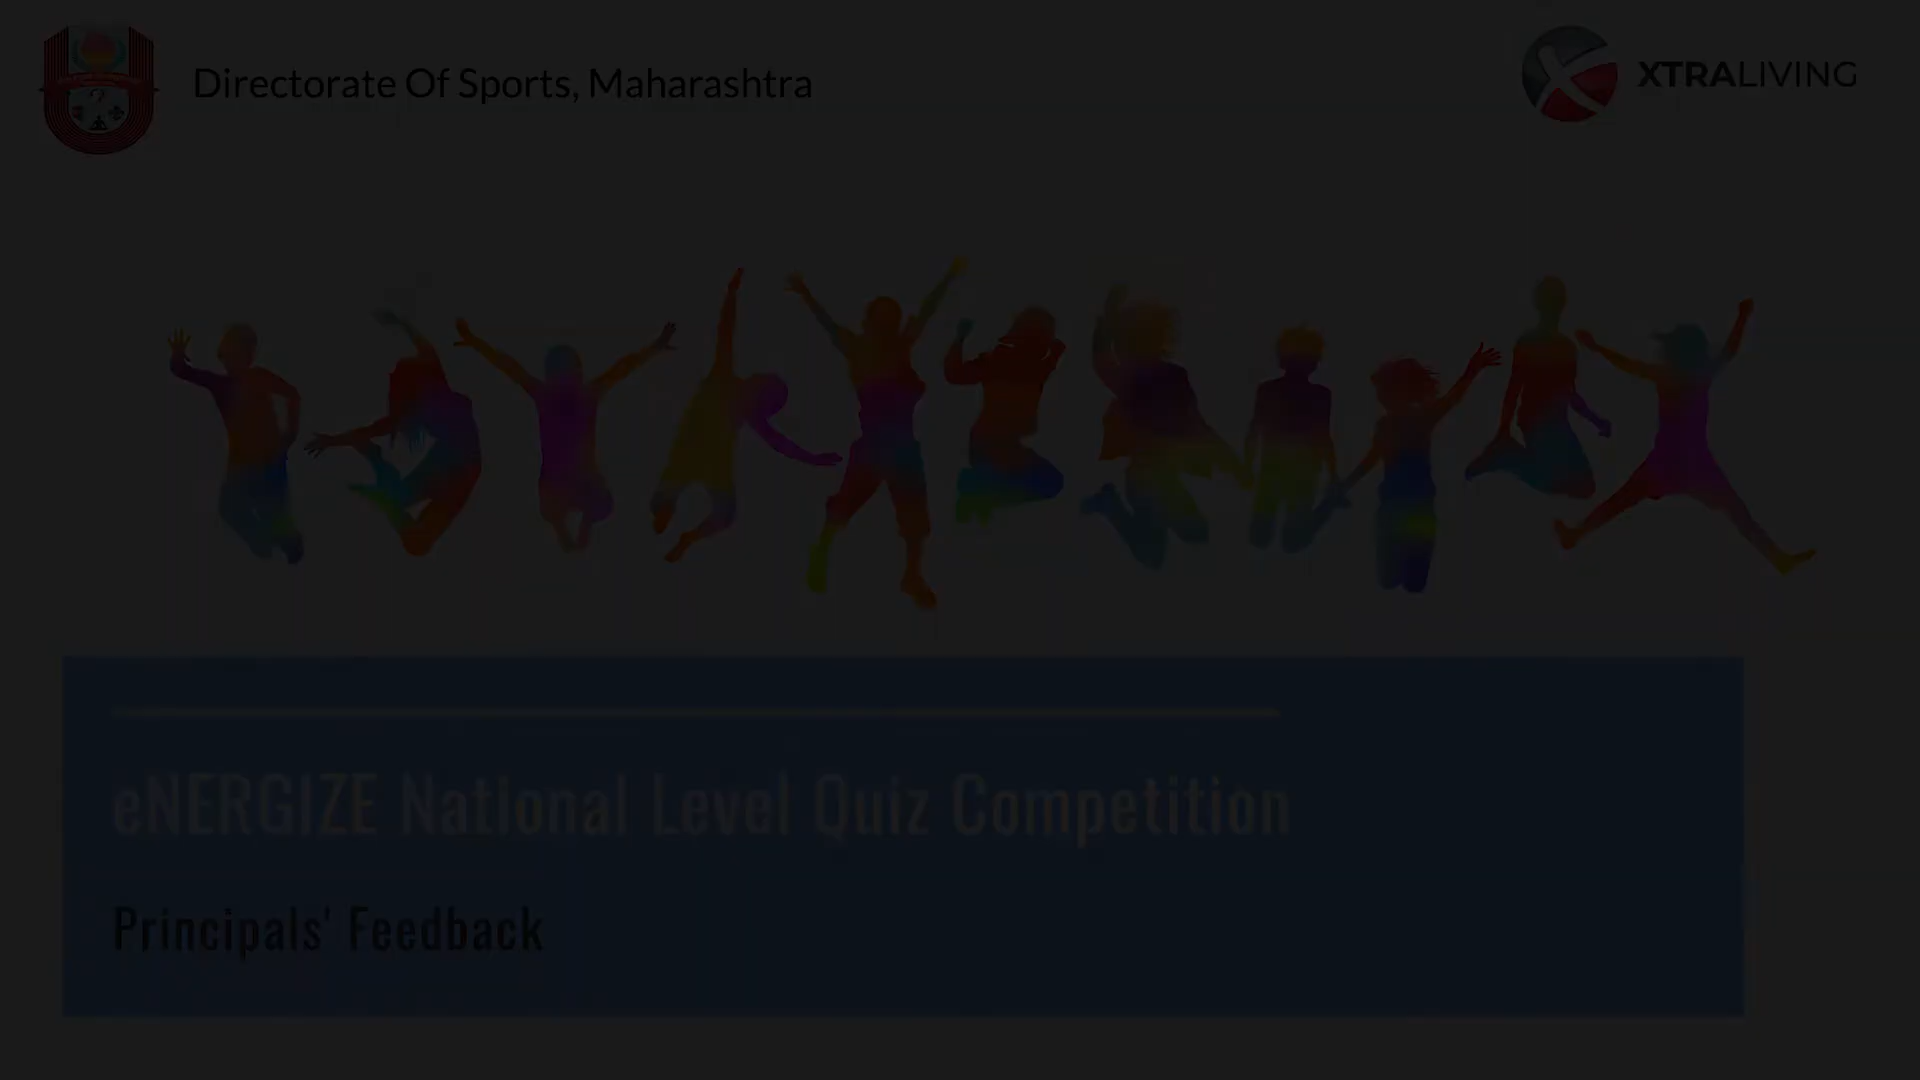 Directorate Of Sports, Maharashtra
XTRALIVING
eNERGIZE National Level Quiz Competition
Principals' Feedback